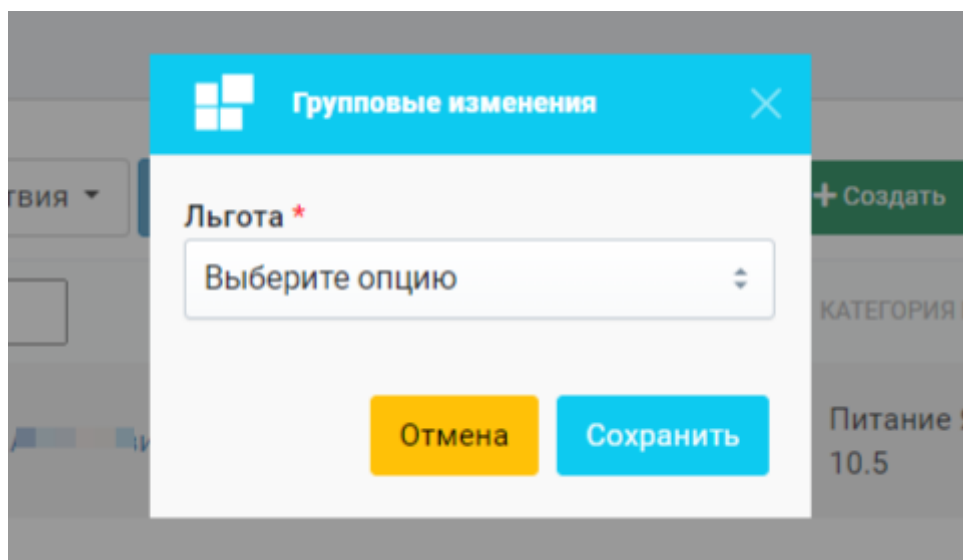 Групповые изменения
твия
Создать
Льгота *
Выберите опцию
КАТЕГОРИЯ
Отмена
Сохранить
Питание
10.5